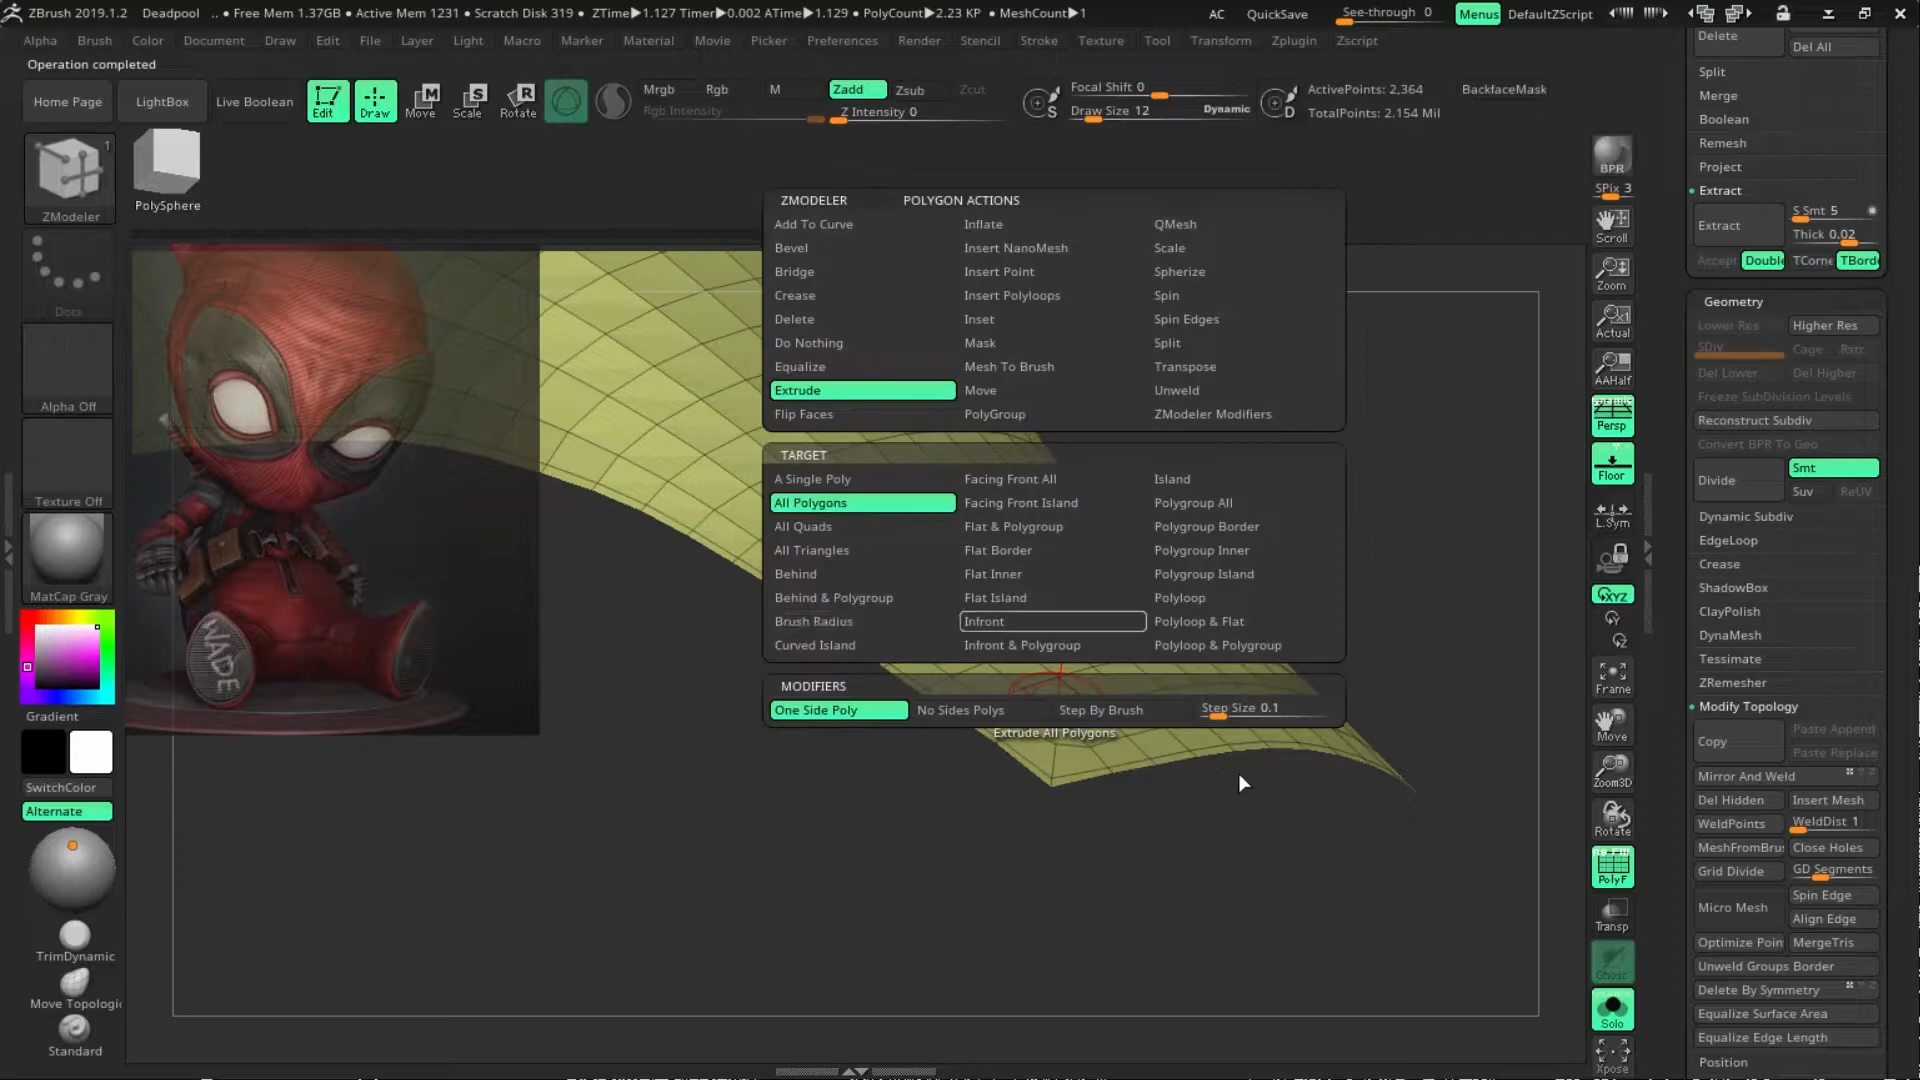 ZBrush 2019.1.2 Deadpool .. • Free Mem 1.37GB • Active Mem 1231 • Scratch Disk 319 • ZTime▶1.127 Timer▶0.002 ATime▶1.129 • PolyCount▶2.23 KP • MeshCount▶1 AC QuickSave See-through 0 Menus DefaultZScript
Alpha Brush Color Document Draw Edit File Layer Light Macro Marker Material Movie Picker Preferences Render Stencil Stroke Texture Tool Transform Zplugin Zscript
Operation completed
Home Page LightBox Live Boolean Edit Draw Move Scale Rotate
Mrgb Rgb M Zadd Zsub Zcut
Rgb Intensity Z Intensity 0
Focal Shift 0
Draw Size 12 Dynamic
ActivePoints: 2,364 BackfaceMask
TotalPoints: 2.154 Mil
1
ZModeler
PolySphere
Dots
Alpha Off
Texture Off
MatCap Gray
Gradient
SwitchColor
Alternate
TrimDynamic
Move Topologic
Standard
WADE
ZMODELER POLYGON ACTIONS
Add To Curve Inflate QMesh
Bevel Insert NanoMesh Scale
Bridge Insert Point Spherize
Crease Insert Polyloops Spin
Delete Inset Spin Edges
Do Nothing Mask Split
Equalize Mesh To Brush Transpose
Extrude Move Unweld
Flip Faces PolyGroup ZModeler Modifiers
TARGET
A Single Poly Facing Front All Island
All Polygons Facing Front Island Polygroup All
All Quads Flat & Polygroup Polygroup Border
All Triangles Flat Border Polygroup Inner
Behind Flat Inner Polygroup Island
Behind & Polygroup Flat Island Polyloop
Brush Radius Infront Polyloop & Flat
Curved Island Infront & Polygroup Polyloop & Polygroup
MODIFIERS
One Side Poly No Sides Polys Step By Brush Step Size 0.1
Extrude All Polygons
BPR
SPix 3
Scroll
Zoom
Actual
AAHalf
Persp
Floor
L.Sym
XYZ
Y
Z
Frame
Move
Zoom3D
Rotate
PolyF
Transp
Ghost
Solo
Xpose
Delete Del All
Split
Merge
Boolean
Remesh
Project
Extract
Extract S Smt 5
Thick 0.02
Accept Double TCorne TBorde
Geometry
Lower Res Higher Res
SDiv Cage Rstr
Del Lower Del Higher
Freeze SubDivision Levels
Reconstruct Subdiv
Convert BPR To Geo
Divide Smt
Suv ReUV
Dynamic Subdiv
EdgeLoop
Crease
ShadowBox
ClayPolish
DynaMesh
Tessimate
ZRemesher
Modify Topology
Copy Paste Append
Paste Replace
Mirror And Weld
Del Hidden Insert Mesh
WeldPoints WeldDist 1
MeshFromBrus Close Holes
Grid Divide GD Segments
Micro Mesh Spin Edge
Align Edge
Optimize Poin MergeTris
Unweld Groups Border
Delete By Symmetry
Equalize Surface Area
Equalize Edge Length
Position